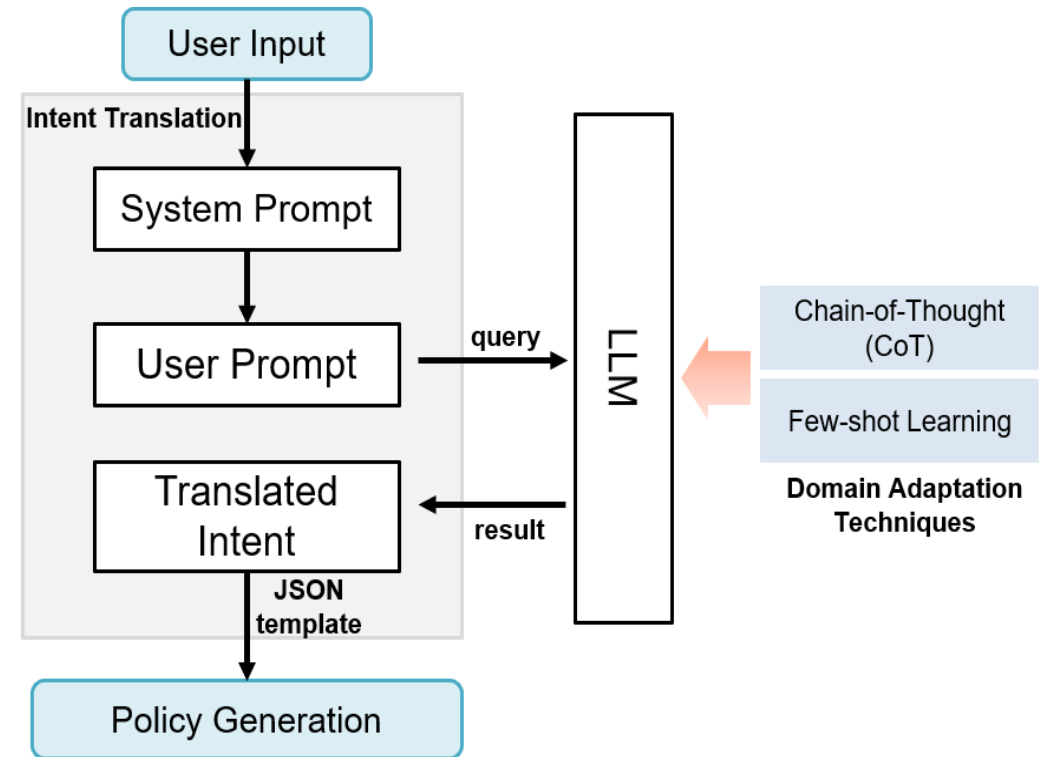 User Input
Intent Translation
System Prompt
User Prompt
query
LLM
Chain-of-Thought
(CoT)
Few-shot Learning
Domain Adaptation
Techniques
Translated
Intent
result
JSON
template
Policy Generation